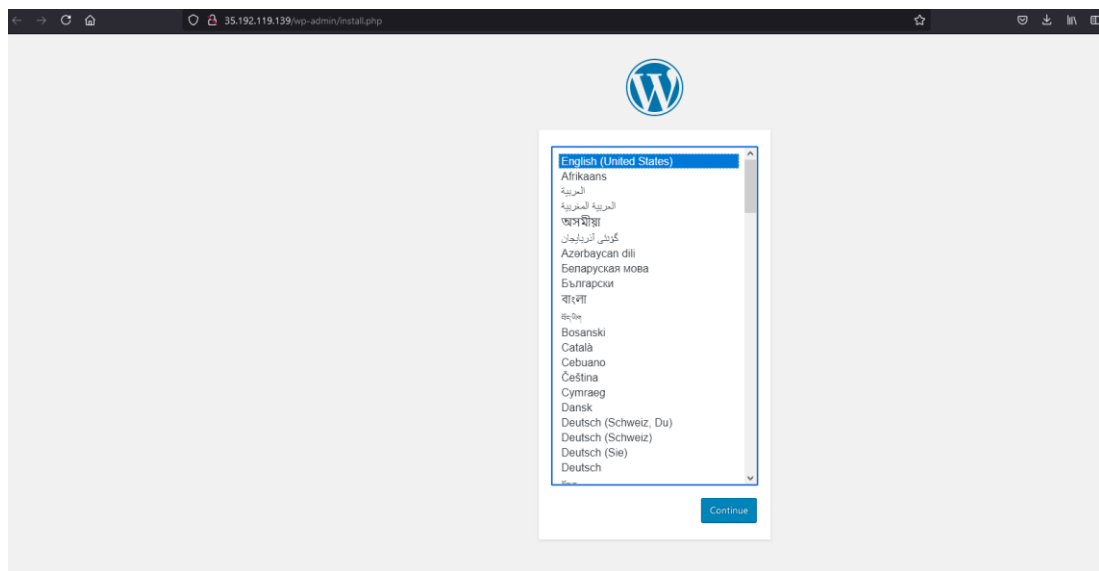 35.192.119.139/wp-admin/install.php
English (United States)
Afrikaans
العربية
العربية المغربية
অসমীয়া
گؤنئی آذربایجان
Azərbaycan dili
Беларуская мова
Български
বাংলা
བོད་ཡིག
Bosanski
Català
Cebuano
Čeština
Cymraeg
Dansk
Deutsch (Schweiz, Du)
Deutsch (Schweiz)
Deutsch (Sie)
Deutsch
Continue